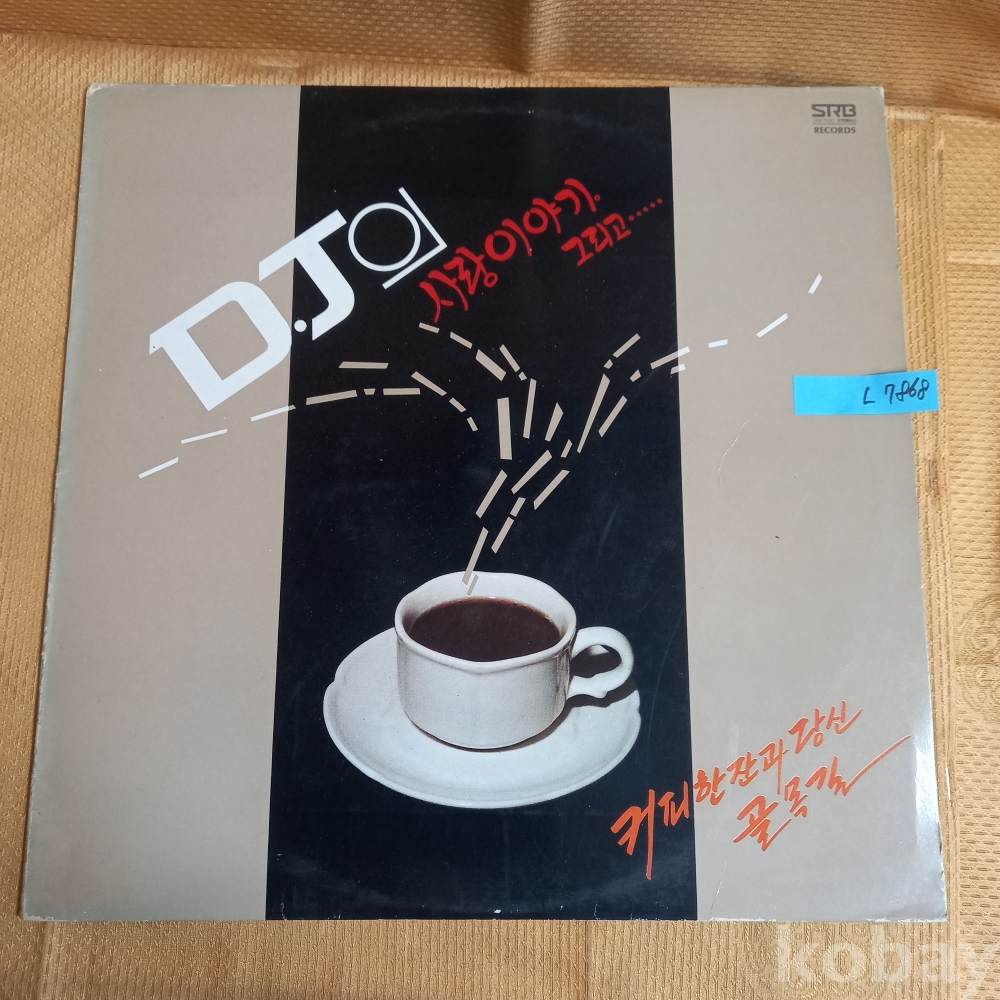 STRB
RECORDS
D.J의
사랑이야기.
그리고.....
L 7868
커피한잔과 당신
골목길
kobay